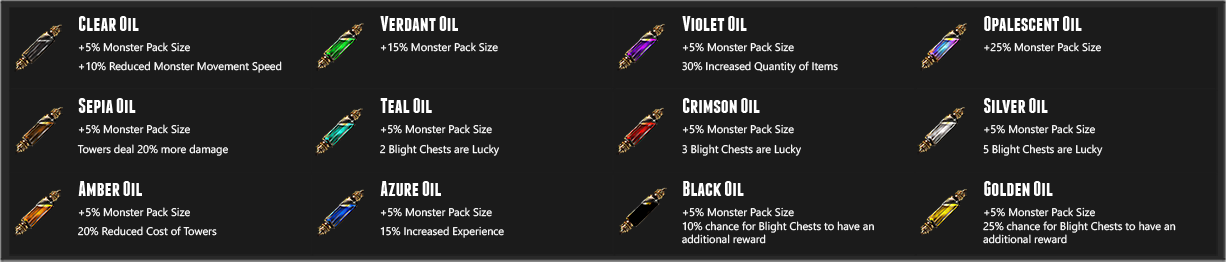 CLEAR OIL
+5% Monster Pack Size
+10% Reduced Monster Movement Speed
VERDANT OIL
+15% Monster Pack Size
VIOLET OIL
+5% Monster Pack Size
30% Increased Quantity of Items
OPALESCENT OIL
+25% Monster Pack Size
SEPIA OIL
+5% Monster Pack Size
Towers deal 20% more damage
TEAL OIL
+5% Monster Pack Size
2 Blight Chests are Lucky
CRIMSON OIL
+5% Monster Pack Size
3 Blight Chests are Lucky
SILVER OIL
+5% Monster Pack Size
5 Blight Chests are Lucky
AMBER OIL
+5% Monster Pack Size
20% Reduced Cost of Towers
AZURE OIL
+5% Monster Pack Size
15% Increased Experience
BLACK OIL
+5% Monster Pack Size
10% chance for Blight Chests to have an
additional reward
GOLDEN OIL
+5% Monster Pack Size
25% chance for Blight Chests to have an
additional reward